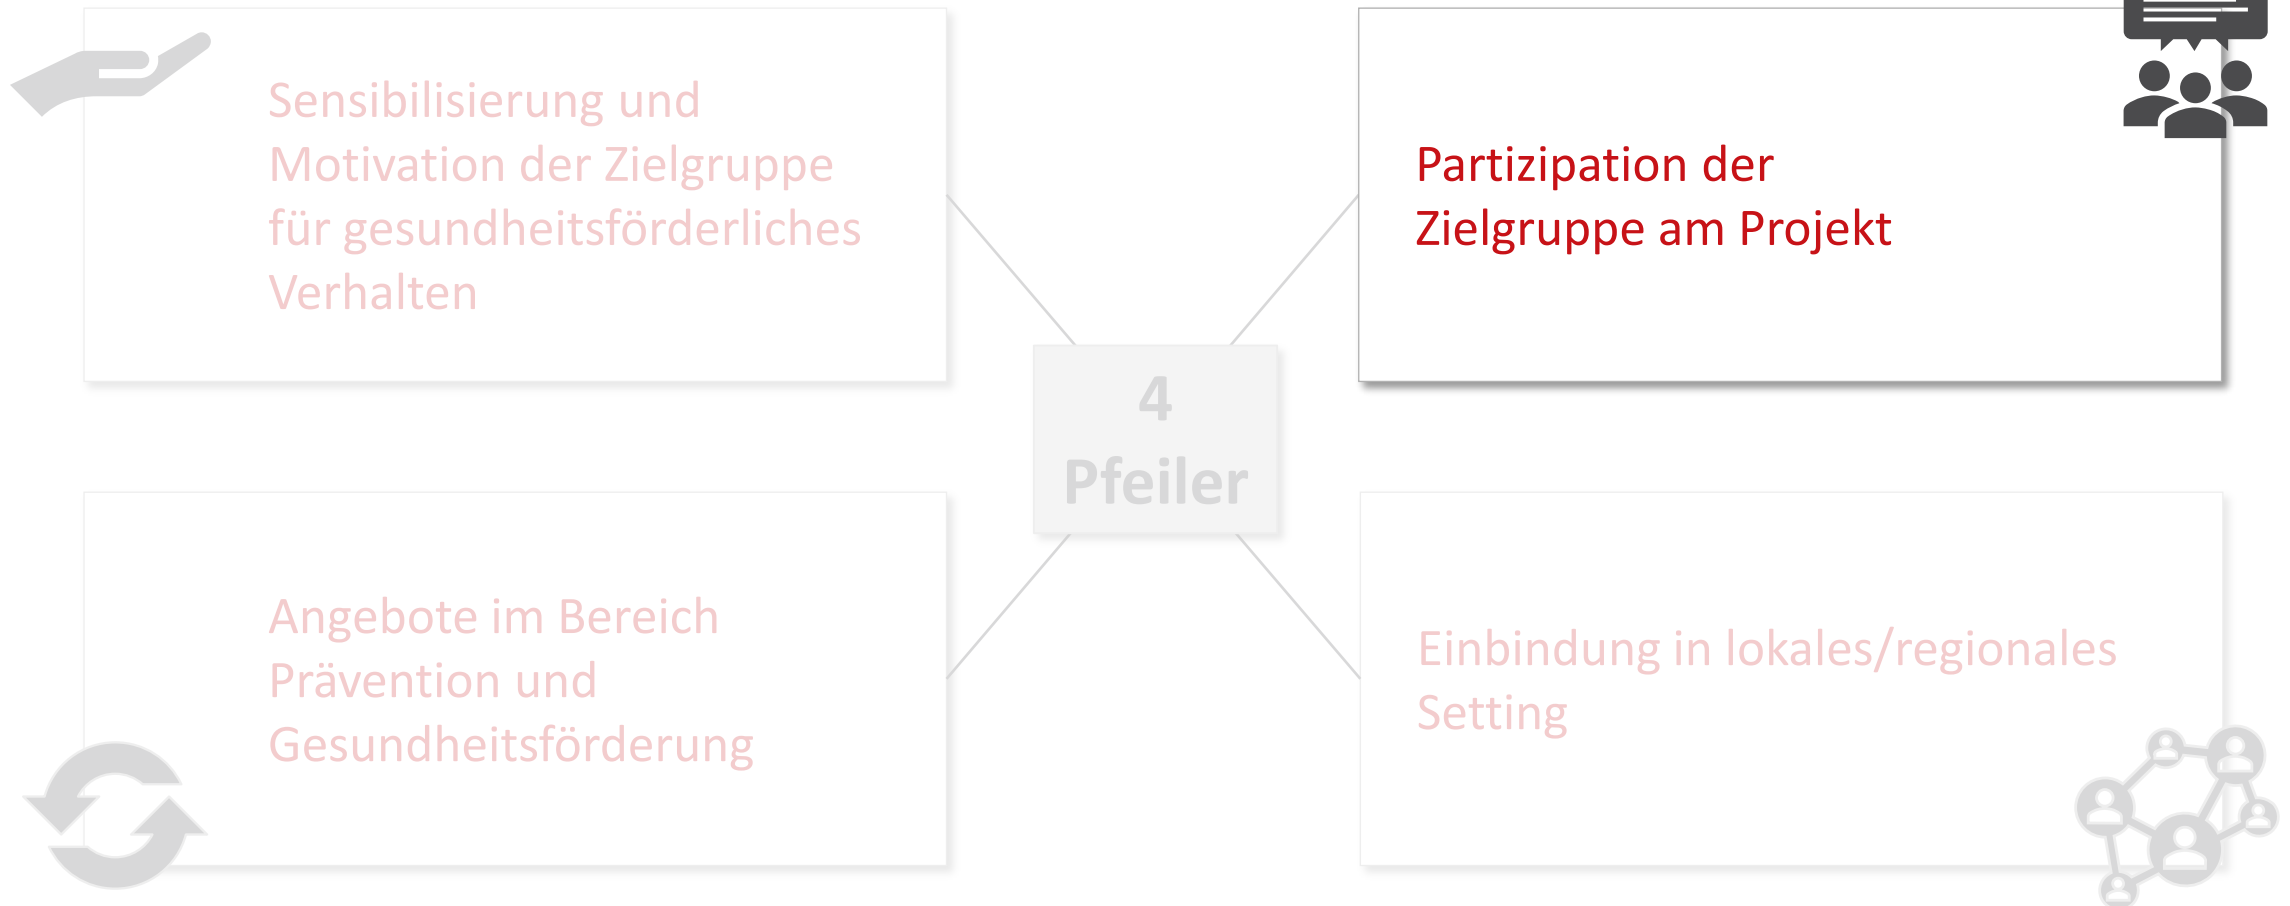 Sensibilisierung und
Motivation der Zielgruppe
für gesundheitsförderliches
Verhalten
Partizipation der
Zielgruppe am Projekt
4
Pfeiler
Angebote im Bereich
Prävention und
Gesundheitsförderung
Einbindung in lokales/regionales
Setting